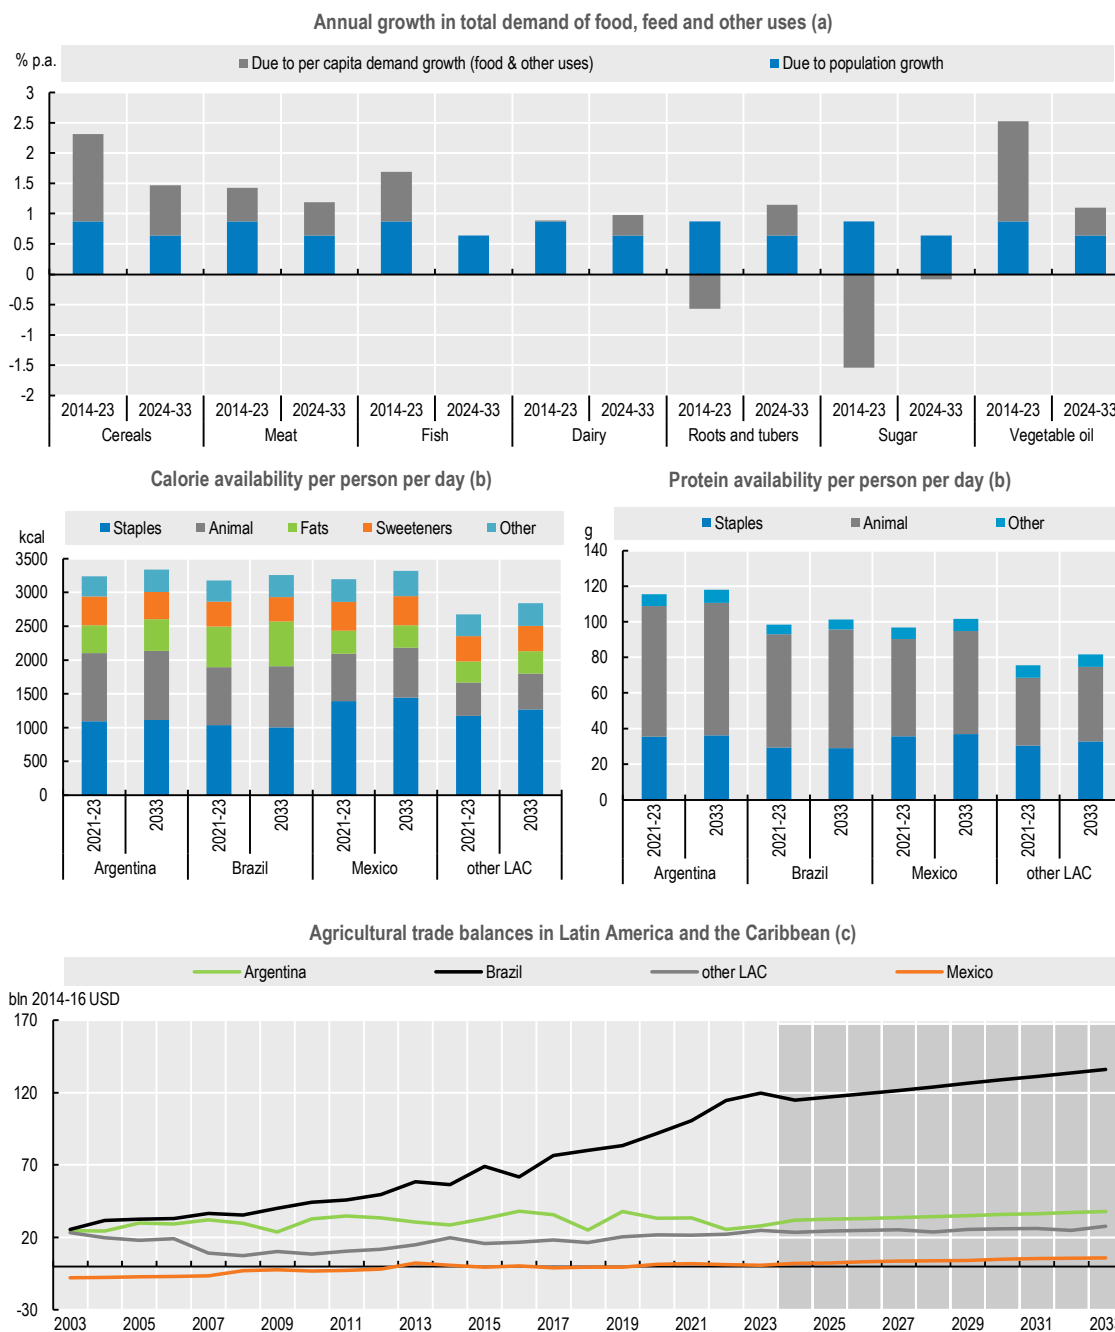 Annual growth in total demand of food, feed and other uses (a)
% p.a.
Due to per capita demand growth (food & other uses) Due to population growth
3
2.5
2
1.5
1
0.5
0
-0.5
-1
-1.5
-2
2014-23 2024-33 2014-23 2024-33 2014-23 2024-33 2014-23 2024-33 2014-23 2024-33 2014-23 2024-33 2014-23 2024-33
Cereals Meat Fish Dairy Roots and tubers Sugar Vegetable oil
Calorie availability per person per day (b)
Staples Animal Fats Sweeteners Other
kcal
3500
3000
2500
2000
1500
1000
500
0
2021-23 2033 2021-23 2033 2021-23 2033 2021-23 2033
Argentina Brazil Mexico other LAC
Protein availability per person per day (b)
Staples Animal Other
g
140
120
100
80
60
40
20
0
2021-23 2033 2021-23 2033 2021-23 2033 2021-23 2033
Argentina Brazil Mexico other LAC
Agricultural trade balances in Latin America and the Caribbean (c)
Argentina Brazil other LAC Mexico
bln 2014-16 USD
170
120
70
20
-30
2003 2005 2007 2009 2011 2013 2015 2017 2019 2021 2023 2025 2027 2029 2031 203